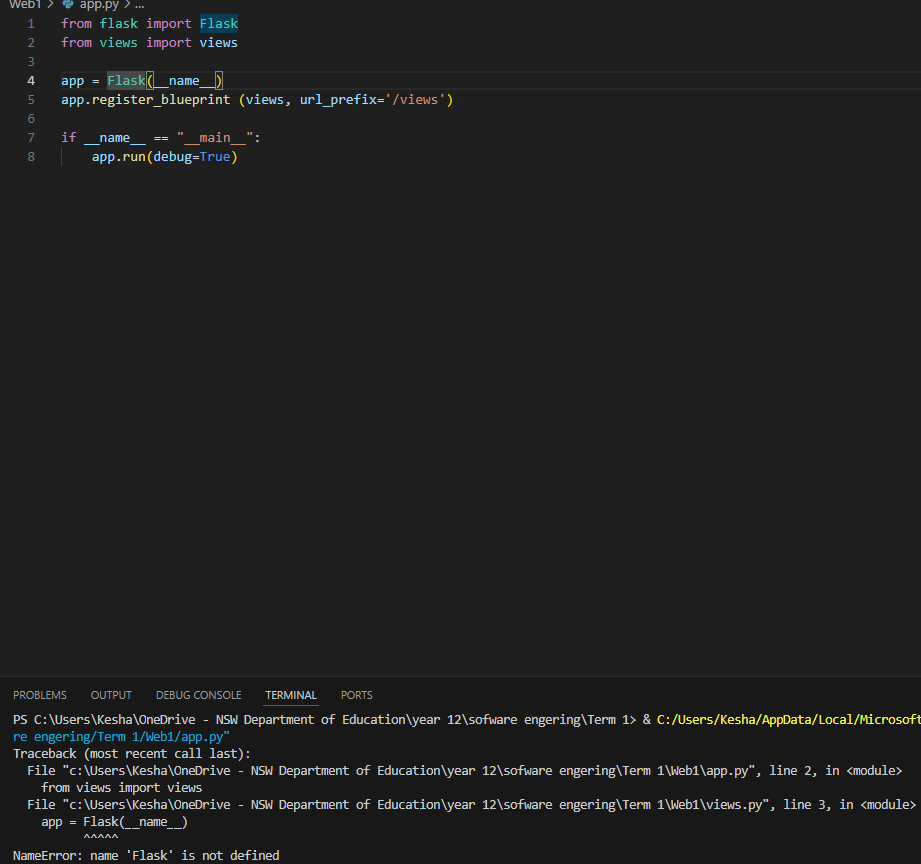 Web1 > app.py > ...
1 from flask import Flask
2 from views import views
3
4 app = Flask(__name__)
5 app.register_blueprint (views, url_prefix='/views')
6
7 if __name__ == "__main__":
8     app.run(debug=True)
PROBLEMS OUTPUT DEBUG CONSOLE TERMINAL PORTS
PS C:\Users\Kesha\OneDrive - NSW Department of Education\year 12\sofware engering\Term 1> & C:/Users/Kesha/AppData/Local/Microsoft
re engering/Term 1/Web1/app.py"
Traceback (most recent call last):
  File "c:\Users\Kesha\OneDrive - NSW Department of Education\year 12\sofware engering\Term 1\Web1\app.py", line 2, in <module>
    from views import views
  File "c:\Users\Kesha\OneDrive - NSW Department of Education\year 12\sofware engering\Term 1\Web1\views.py", line 3, in <module>
    app = Flask(__name__)
          ^^^^^
NameError: name 'Flask' is not defined